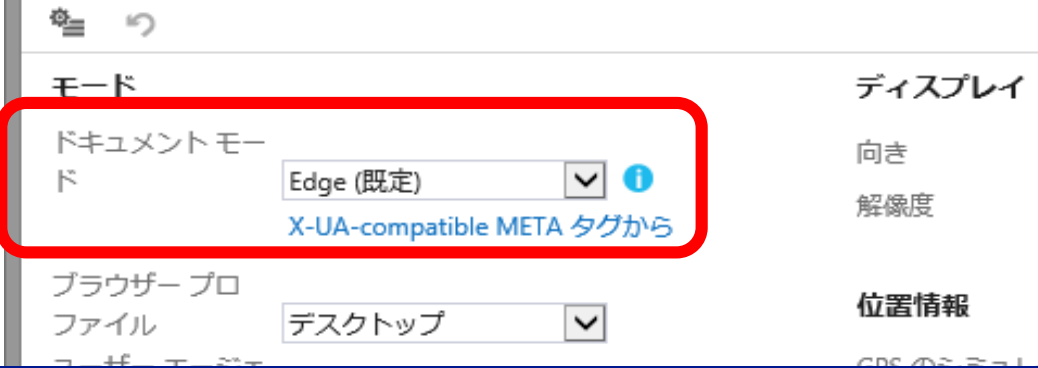 モード
ドキュメント モー
ド
Edge (既定)
X-UA-compatible META タグから
ブラウザー プロ
ファイル
デスクトップ
ディスプレイ
向き
解像度
位置情報